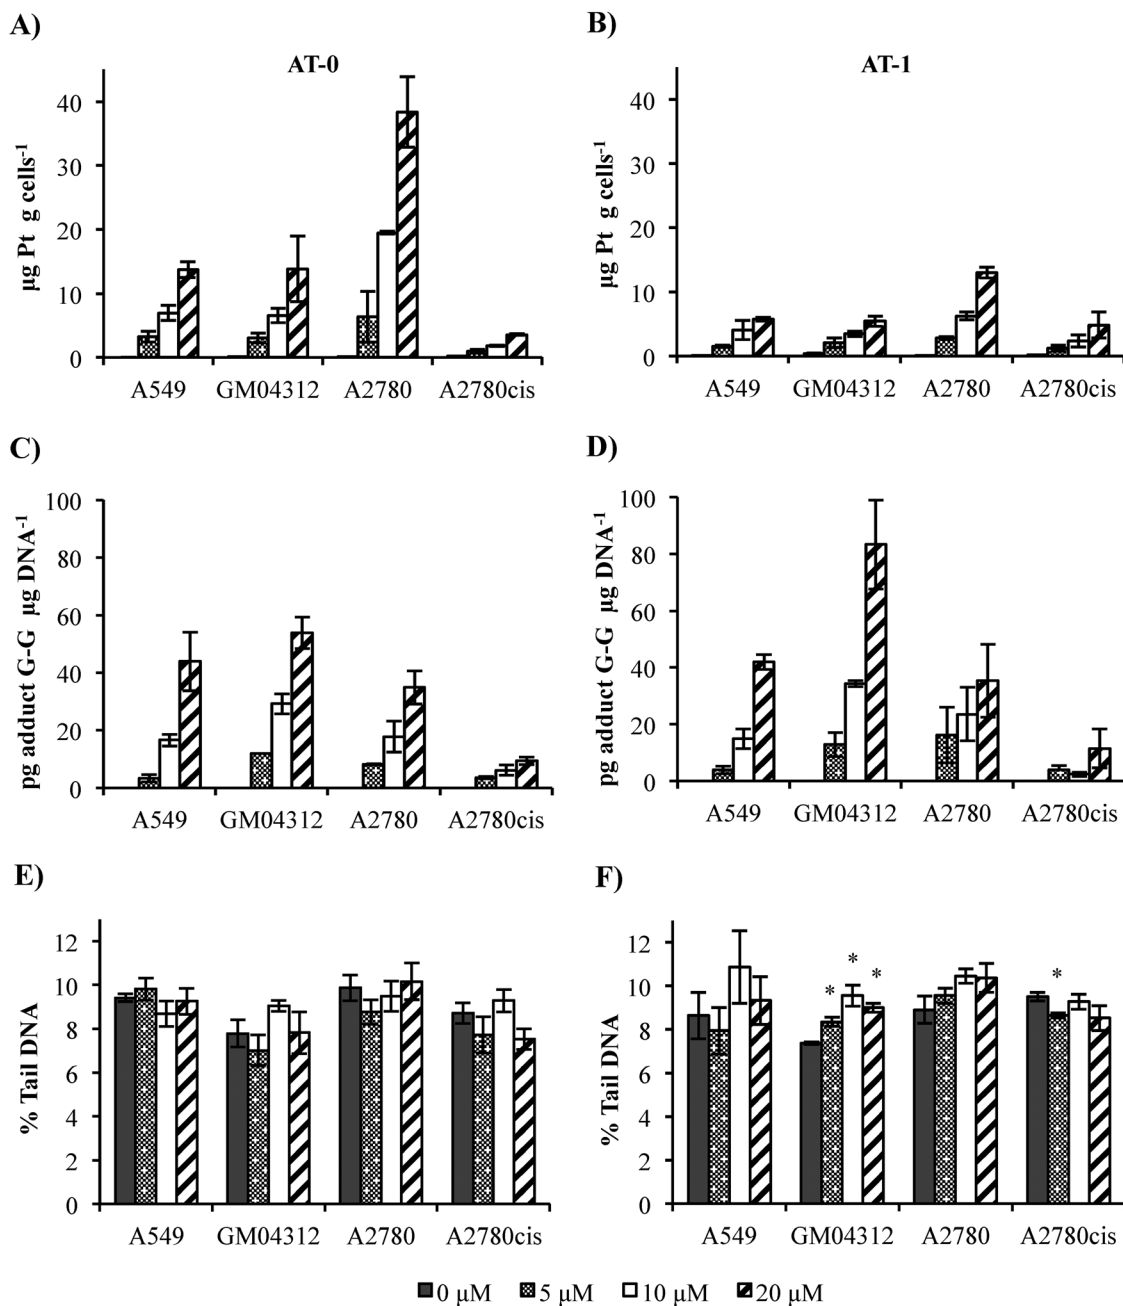 A)
AT-0
µg Pt g cells⁻¹
40
30
20
10
0
A549 GM04312 A2780 A2780cis
B)
AT-1
µg Pt g cells⁻¹
40
30
20
10
0
A549 GM04312 A2780 A2780cis
C)
pg adduct G-G µg DNA⁻¹
100
80
60
40
20
0
A549 GM04312 A2780 A2780cis
D)
pg adduct G-G µg DNA⁻¹
100
80
60
40
20
0
A549 GM04312 A2780 A2780cis
E)
% Tail DNA
12
10
8
6
4
2
0
A549 GM04312 A2780 A2780cis
F)
% Tail DNA
12
10
8
6
4
2
0
* * * *
A549 GM04312 A2780 A2780cis
0 µM 5 µM 10 µM 20 µM